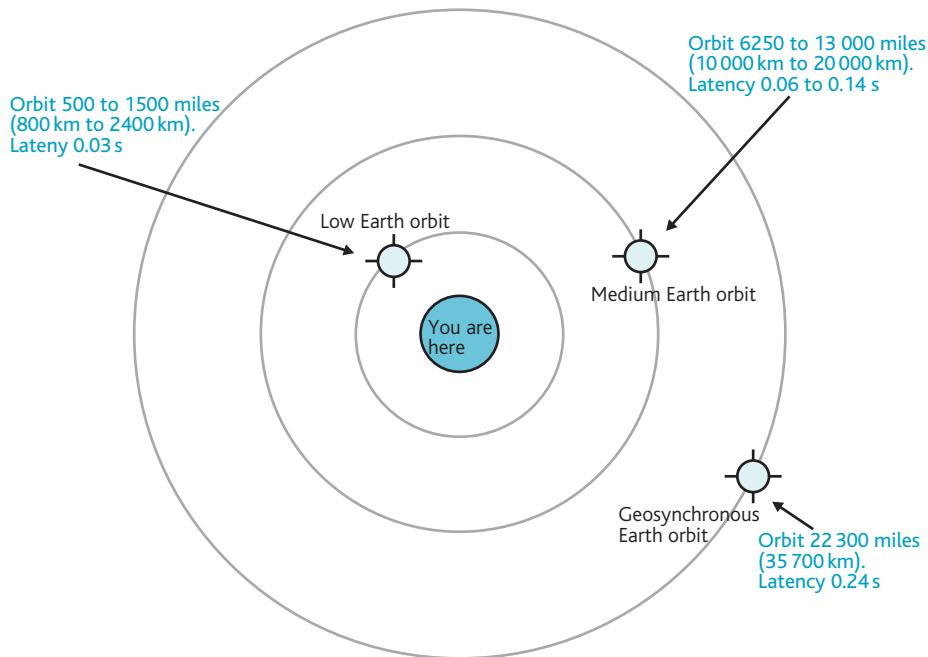 Orbit 6250 to 13 000 miles
(10 000 km to 20 000 km).
Latency 0.06 to 0.14 s
Orbit 500 to 1500 miles
(800 km to 2400 km).
Lateny 0.03 s
Low Earth orbit
Medium Earth orbit
You are
here
Geosynchronous
Earth orbit
Orbit 22 300 miles
(35 700 km).
Latency 0.24 s